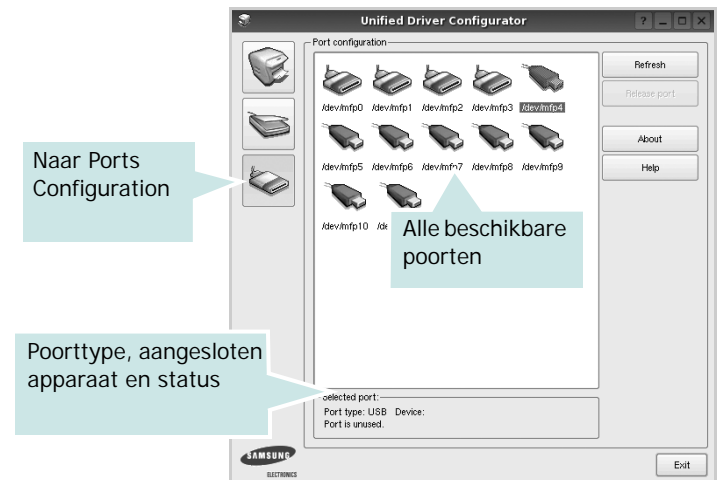 Unified Driver Configurator
Port configuration
/dev/mfp0 /dev/mfp1 /dev/mfp2 /dev/mfp3 /dev/mfp4
/dev/mfp5 /dev/mfp6 /dev/mfp7 /dev/mfp8 /dev/mfp9
/dev/mfp10
Refresh
Release port
About
Help
Naar Ports
Configuration
Alle beschikbare
poorten
Poorttype, aangesloten
apparaat en status
Selected port:
Port type: USB Device:
Port is unused.
SAMSUNG
ELECTRONICS
Exit